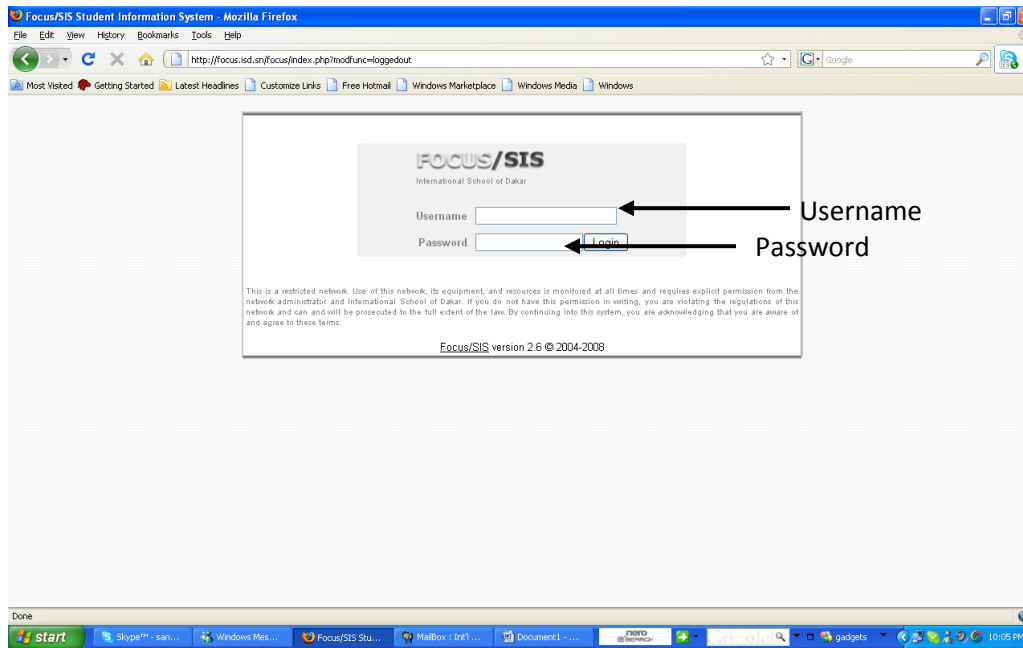 Focus/SIS Student Information System - Mozilla Firefox
File Edit View History Bookmarks Tools Help
http://focus.isd.sn/focus/index.php?modfunc=loggedout
G Google
Most Visited Getting Started Latest Headlines Customize Links Free Hotmail Windows Marketplace Windows Media Windows
FOCUS/SIS
International School of Dakar
Username
Username
Password Login
Password
This is a restricted network. Use of this network, its equipment, and resources is monitored at all times and requires explicit permission from the
network administrator and International School of Dakar. If you do not have this permission in writing, you are violating the regulations of this
network and can and will be prosecuted to the full extent of the law. By continuing into this system, you are acknowledging that you are aware of
and agree to these terms.
Focus/SIS version 2.6 © 2004-2008
Done
start Skype™ - san... Windows Mes... Focus/SIS Stu... MailBox : Int'l ... Document1 - ... nero SEARCH Google gadgets 10:05 PM